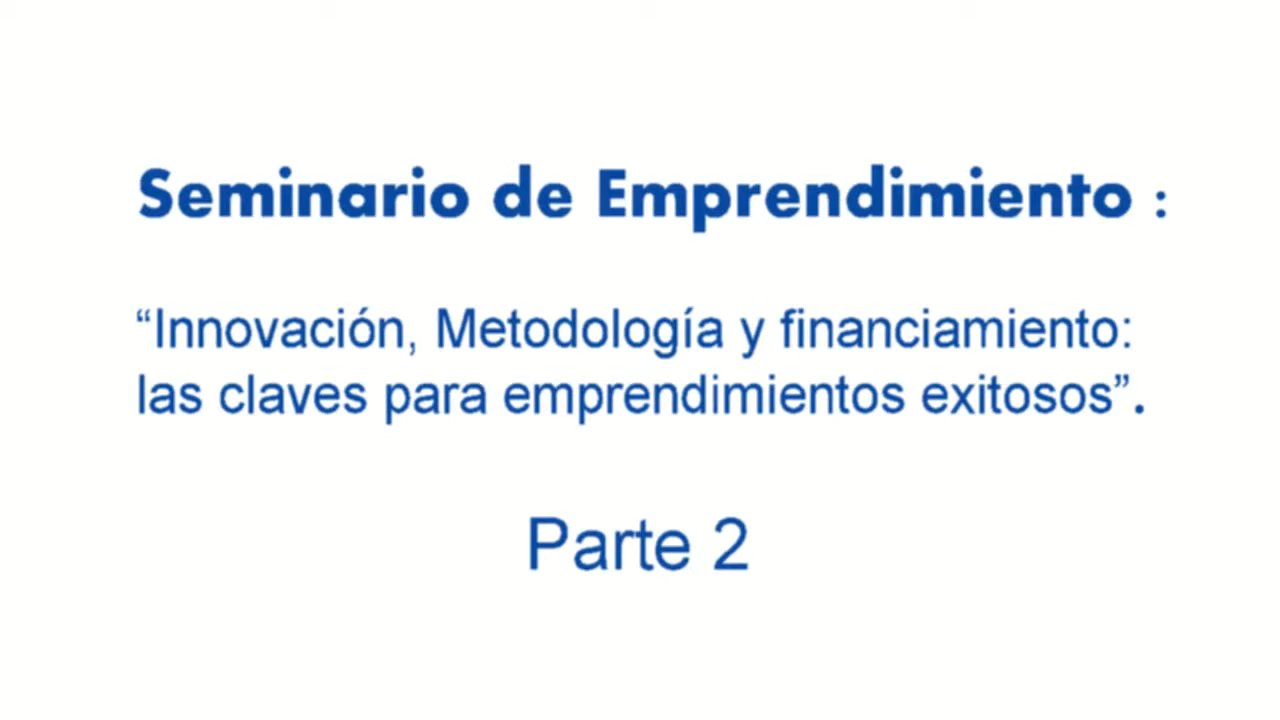 Seminario de Emprendimiento :
“Innovación, Metodología y financiamiento:
las claves para emprendimientos exitosos”.
Parte 2